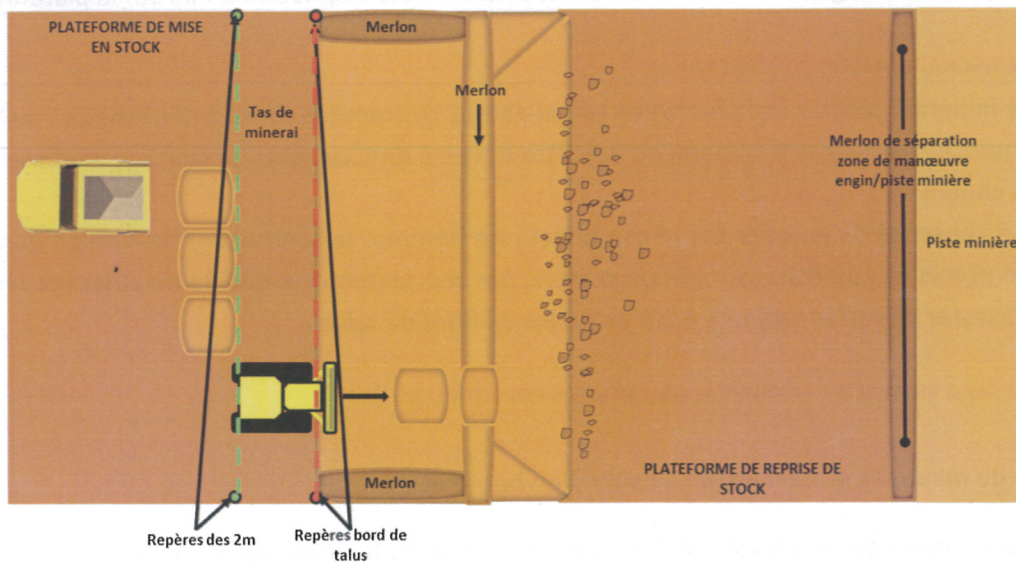 PLATEFORME DE MISE
EN STOCK
Merlon
Merlon
Tas de
minerai
Merlon de séparation
zone de manœuvre
engin/piste minière
Piste minière
Merlon
PLATEFORME DE REPRISE DE
STOCK
Repères des 2m
Repères bord de
talus